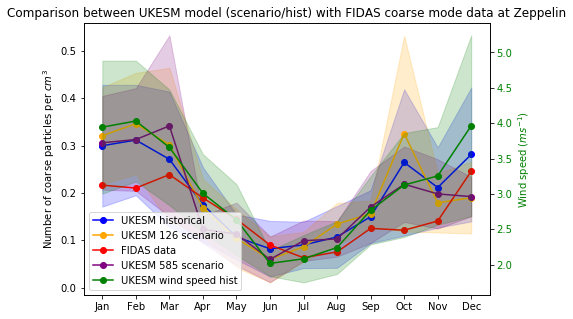 Comparison between UKESM model (scenario/hist) with FIDAS coarse mode data at Zeppelin
Number of coarse particles per cm³
0.5
0.4
0.3
0.2
0.1
0.0
UKESM historical
UKESM 126 scenario
FIDAS data
UKESM 585 scenario
UKESM wind speed hist
Jan Feb Mar Apr May Jun Jul Aug Sep Oct Nov Dec
5.0
4.5
4.0
3.5
3.0
2.5
2.0
Wind speed (ms⁻¹)